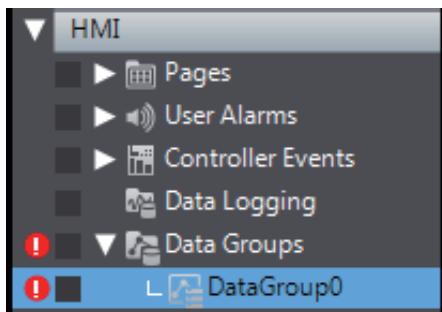 HMI
Pages
User Alarms
Controller Events
Data Logging
Data Groups
DataGroup0